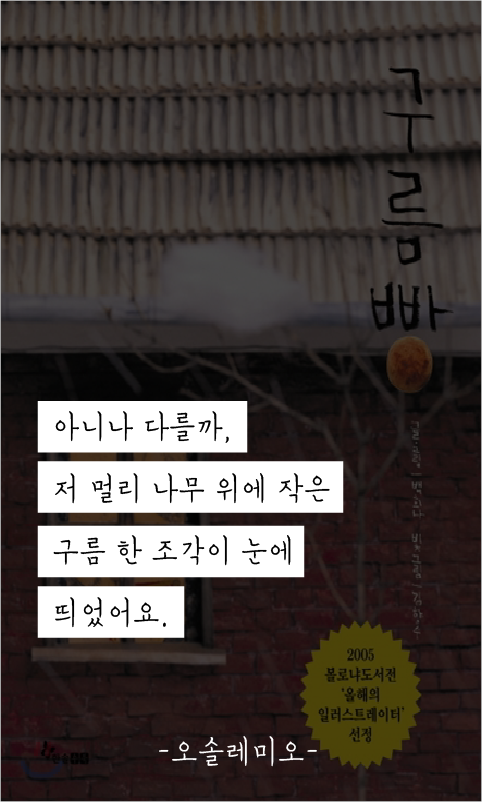 구름빵
글·그림 백희나 빛그림 김향수
아니나 다를까,
저 멀리 나무 위에 작은
구름 한 조각이 눈에
띄었어요.
2005
볼로냐도서전
'올해의
일러스트레이터'
선정
한솔수북
-오솔레미오-